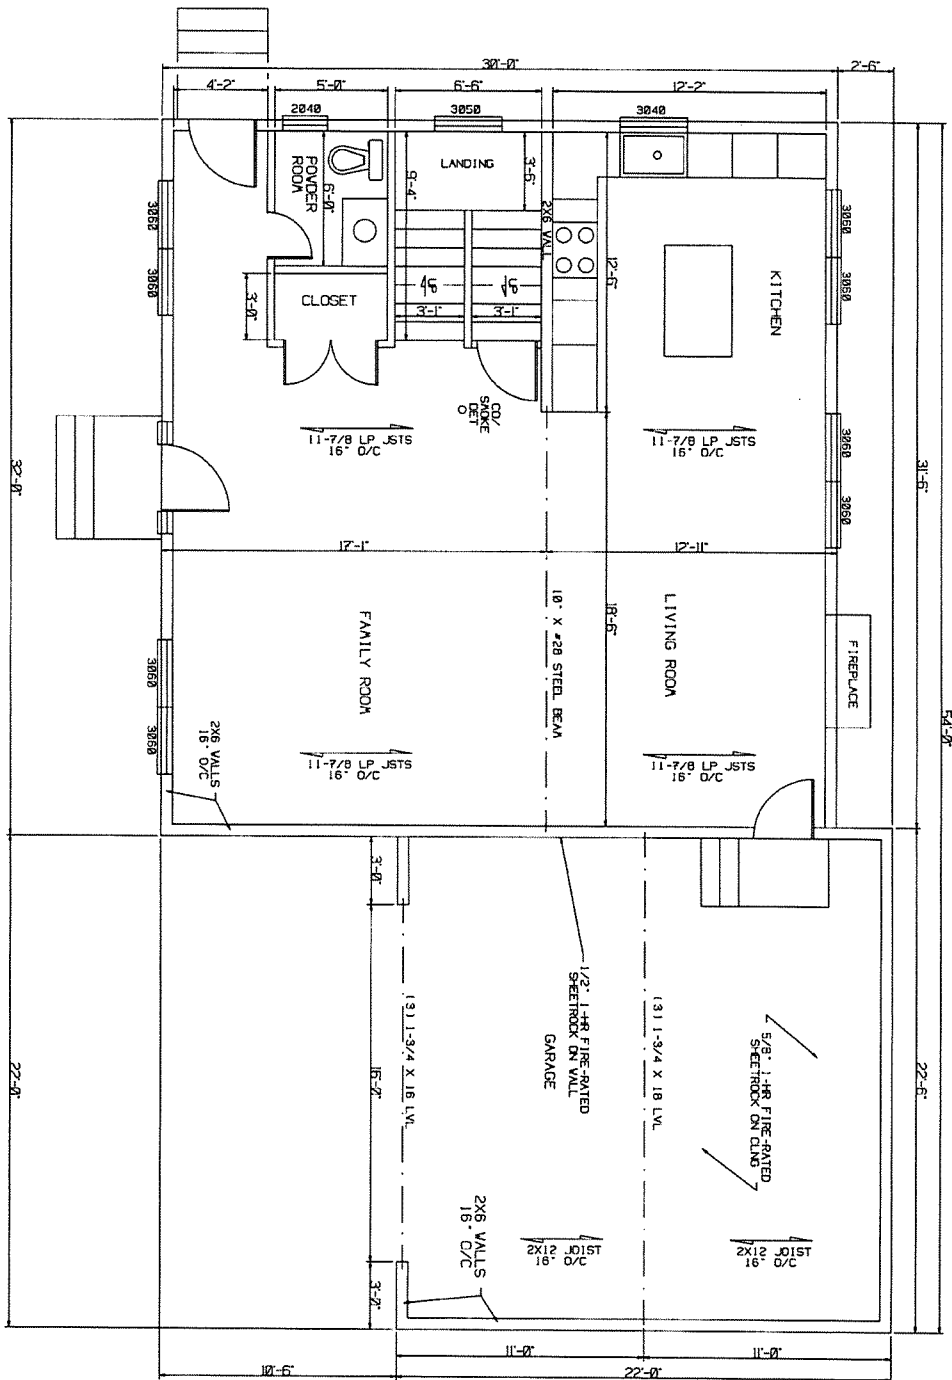 30'-0"
2'-6"
4'-2"
5'-0"
6'-6"
12'-2"
2040
3050
3040
POWDER
ROOM
6'-0"
9'-4"
LANDING
3'-6"
2X6 WALL
12'-6"
KITCHEN
3060
3060
3060
3060
CLOSET
3'-0"
3'-1"
3'-1"
3060
3060
CO/
SMOKE
DET
11-7/8 LP JSTS
16" O/C
11-7/8 LP JSTS
16" O/C
32'-0"
31'-6"
54'-0"
17'-1"
12'-11"
18'-6"
10" X #28 STEEL BEAM
FAMILY ROOM
LIVING ROOM
FIREPLACE
3060
3060
2X6 WALLS
16" O/C
11-7/8 LP JSTS
16" O/C
11-7/8 LP JSTS
16" O/C
3'-0"
1/2" 1-HR FIRE-RATED
SHEETROCK ON WALL
GARAGE
(3) 1-3/4 X 18 LVL
(3) 1-3/4 X 18 LVL
5/8" 1-HR FIRE-RATED
SHEETROCK ON CLNG
22'-0"
16'-0"
22'-6"
2X6 WALLS
16" O/C
2X12 JOIST
16" O/C
2X12 JOIST
16" O/C
3'-0"
11'-0"
11'-0"
10'-6"
22'-0"